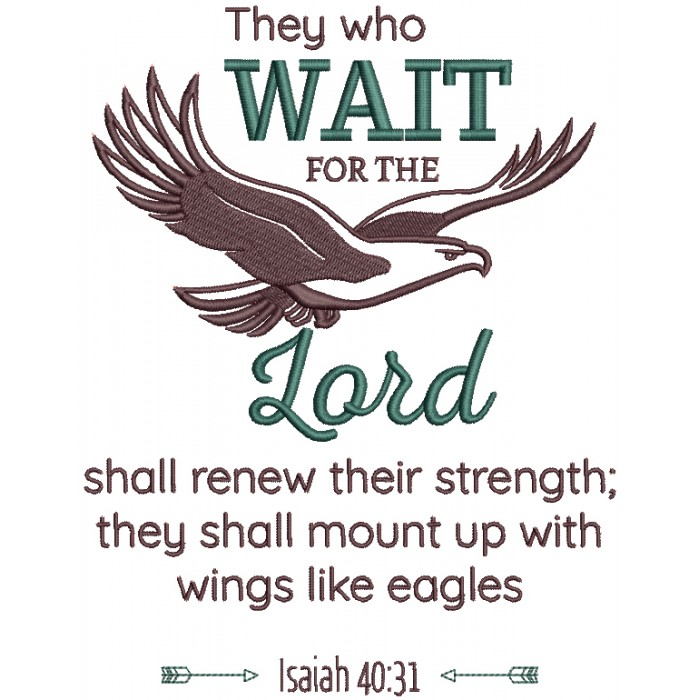 They who
WAIT
FOR THE
Lord
shall renew their strength;
they shall mount up with
wings like eagles
Isaiah 40:31